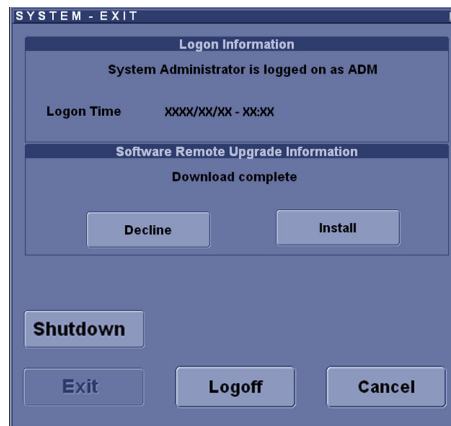 SYSTEM - EXIT
Logon Information
System Administrator is logged on as ADM
Logon Time XXXX/XX/XX - XX:XX
Software Remote Upgrade Information
Download complete
Decline Install
Shutdown
Exit Logoff Cancel